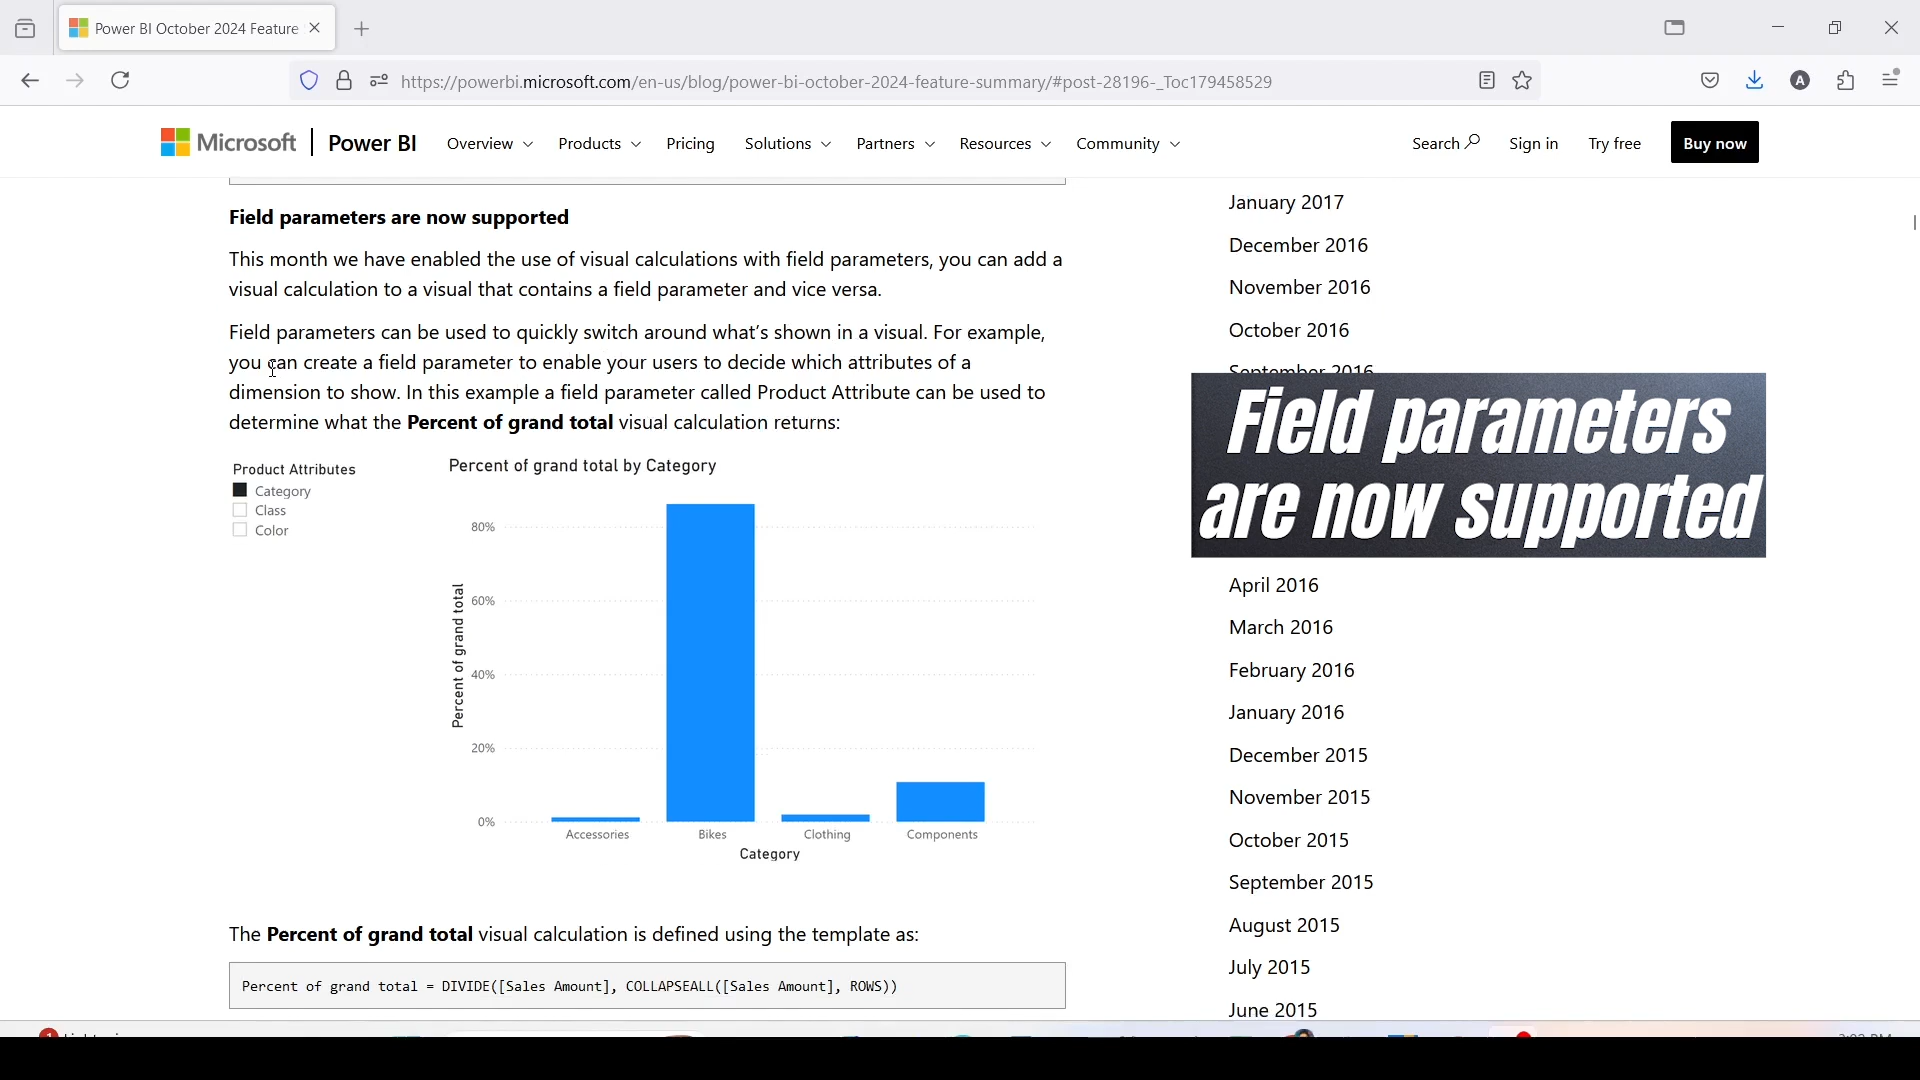 Power BI October 2024 Feature
https://powerbi.microsoft.com/en-us/blog/power-bi-october-2024-feature-summary/#post-28196-_Toc179458529
A
Microsoft Power BI Overview Products Pricing Solutions Partners Resources Community Search Sign in Try free Buy now
Field parameters are now supported
This month we have enabled the use of visual calculations with field parameters, you can add a
visual calculation to a visual that contains a field parameter and vice versa.
Field parameters can be used to quickly switch around what's shown in a visual. For example,
you can create a field parameter to enable your users to decide which attributes of a
dimension to show. In this example a field parameter called Product Attribute can be used to
determine what the Percent of grand total visual calculation returns:
Product Attributes
Category
Class
Color
Percent of grand total by Category
Percent of grand total
80%
60%
40%
20%
0%
Accessories Bikes Clothing Components
Category
The Percent of grand total visual calculation is defined using the template as:
Percent of grand total = DIVIDE([Sales Amount], COLLAPSEALL([Sales Amount], ROWS))
January 2017
December 2016
November 2016
October 2016
September 2016
Field parameters
are now supported
April 2016
March 2016
February 2016
January 2016
December 2015
November 2015
October 2015
September 2015
August 2015
July 2015
June 2015